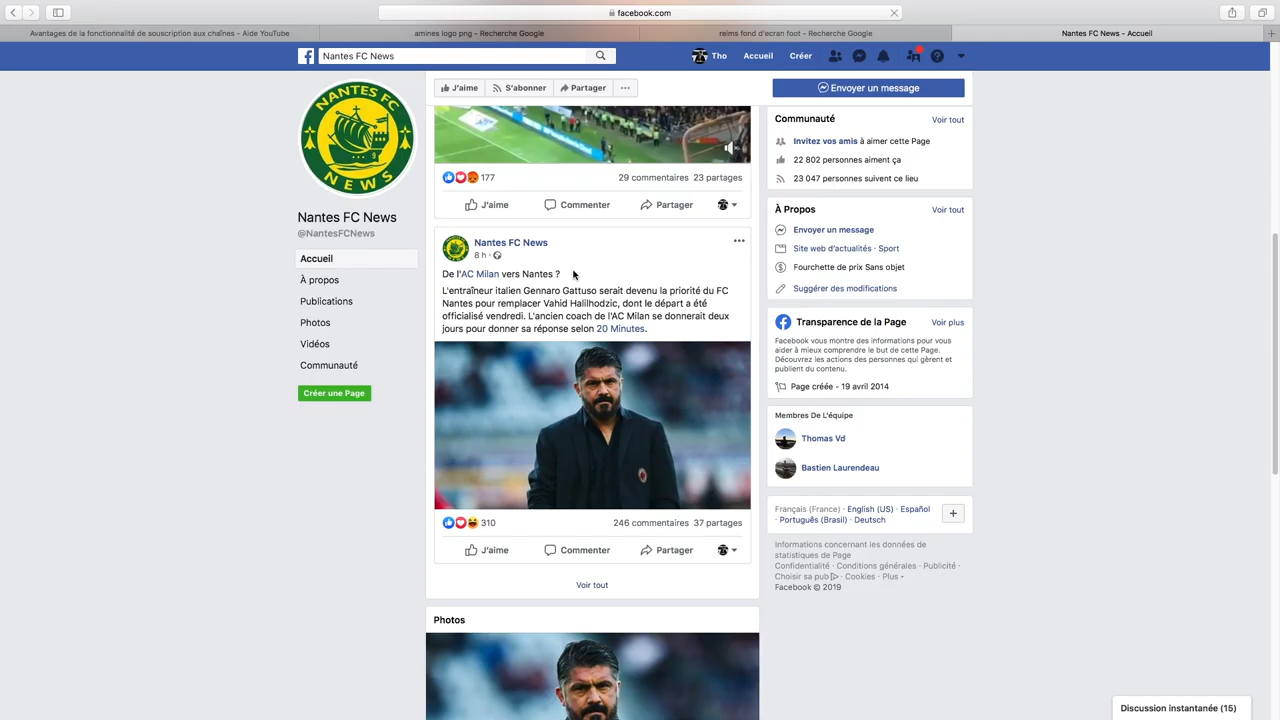 facebook.com
Avantages de la fonctionnalité de souscription aux chaînes - Aide YouTube
amines logo png - Recherche Google
reims fond d'ecran foot - Recherche Google
Nantes FC News - Accueil
Nantes FC News
Tho
Accueil
Créer
NANTES FC
NEWS
Nantes FC News
@NantesFCNews
Accueil
À propos
Publications
Photos
Vidéos
Communauté
Créer une Page
J'aime
S'abonner
Partager
Envoyer un message
177
29 commentaires 23 partages
J'aime
Commenter
Partager
Nantes FC News
8 h ·
De l'AC Milan vers Nantes ?
L'entraîneur italien Gennaro Gattuso serait devenu la priorité du FC
Nantes pour remplacer Vahid Halilhodzic, dont le départ a été
officialisé vendredi. L'ancien coach de l'AC Milan se donnerait deux
jours pour donner sa réponse selon 20 Minutes.
310
246 commentaires 37 partages
J'aime
Commenter
Partager
Voir tout
Photos
Communauté
Voir tout
Invitez vos amis à aimer cette Page
22 802 personnes aiment ça
23 047 personnes suivent ce lieu
À Propos
Voir tout
Envoyer un message
Site web d'actualités · Sport
Fourchette de prix Sans objet
Suggérer des modifications
Transparence de la Page
Voir plus
Facebook vous montre des informations pour vous
aider à mieux comprendre le but de cette Page.
Découvrez les actions des personnes qui gèrent et
publient du contenu.
Page créée - 19 avril 2014
Membres De L'équipe
Thomas Vd
Bastien Laurendeau
Français (France) · English (US) · Español
· Português (Brasil) · Deutsch
Informations concernant les données de
statistiques de Page
Confidentialité · Conditions générales · Publicité ·
Choisir sa pub · Cookies · Plus
Facebook © 2019
Discussion instantanée (15)